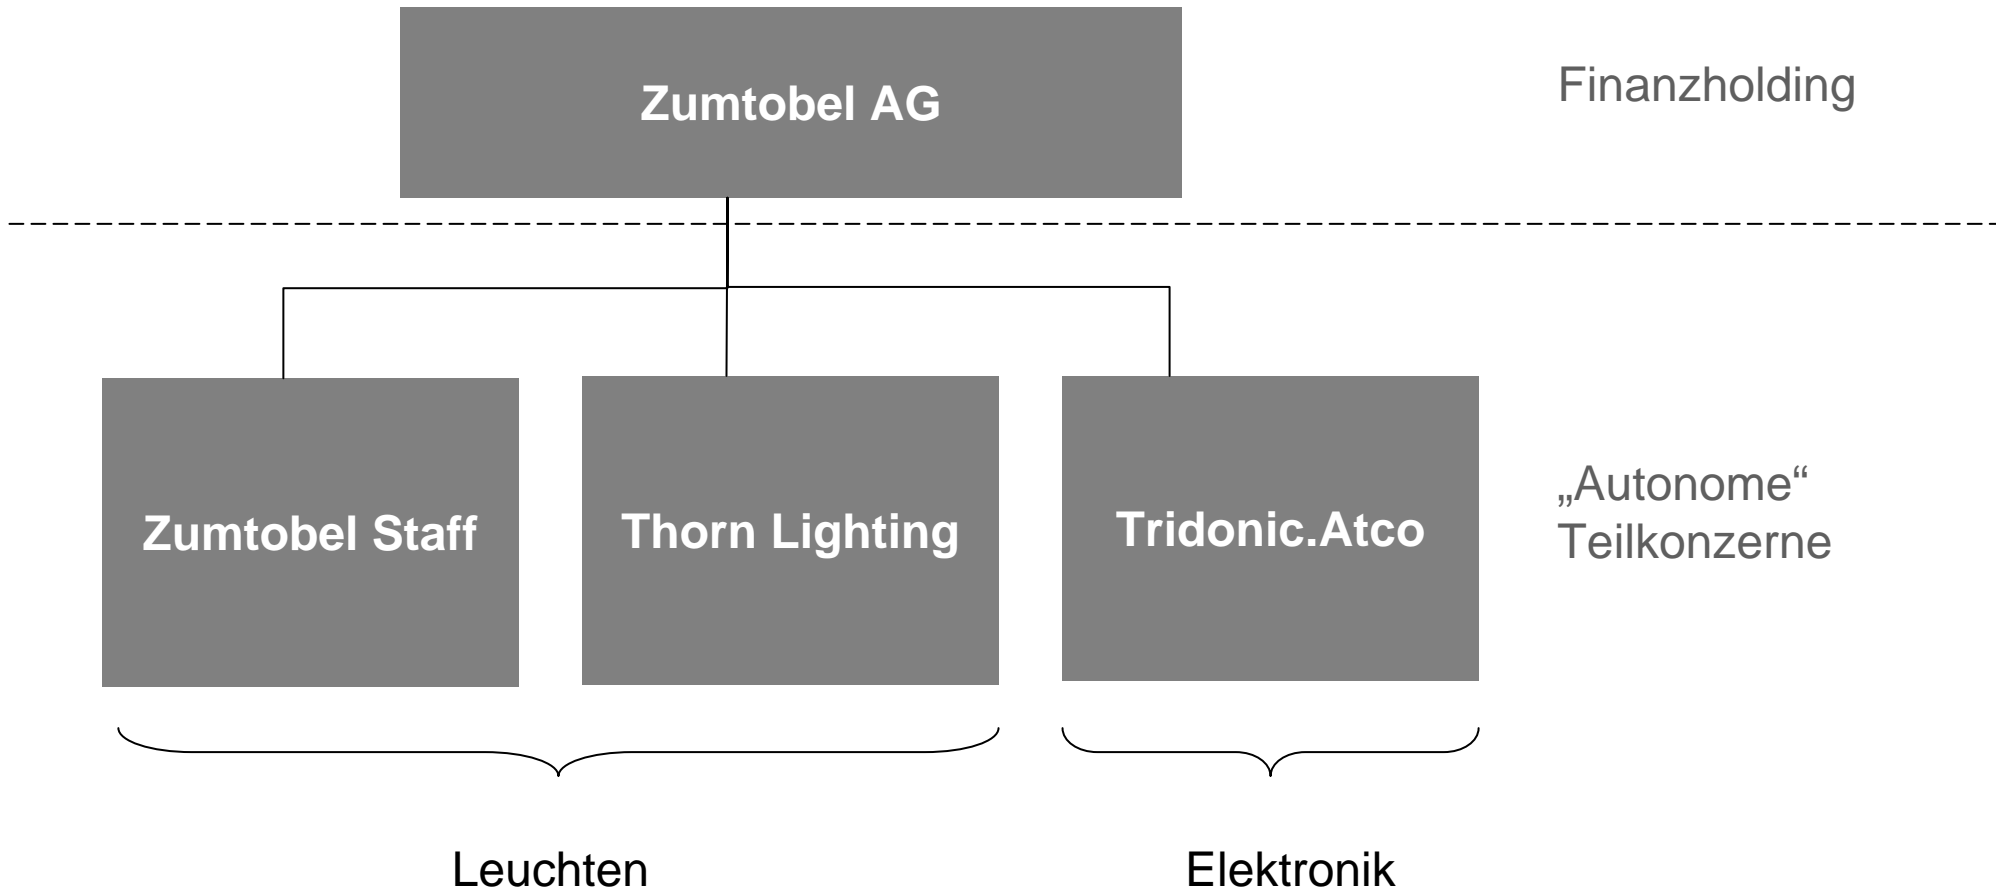 Zumtobel AG
Finanzholding
Zumtobel Staff
Thorn Lighting
Tridonic.Atco
„Autonome“
Teilkonzerne
Leuchten
Elektronik